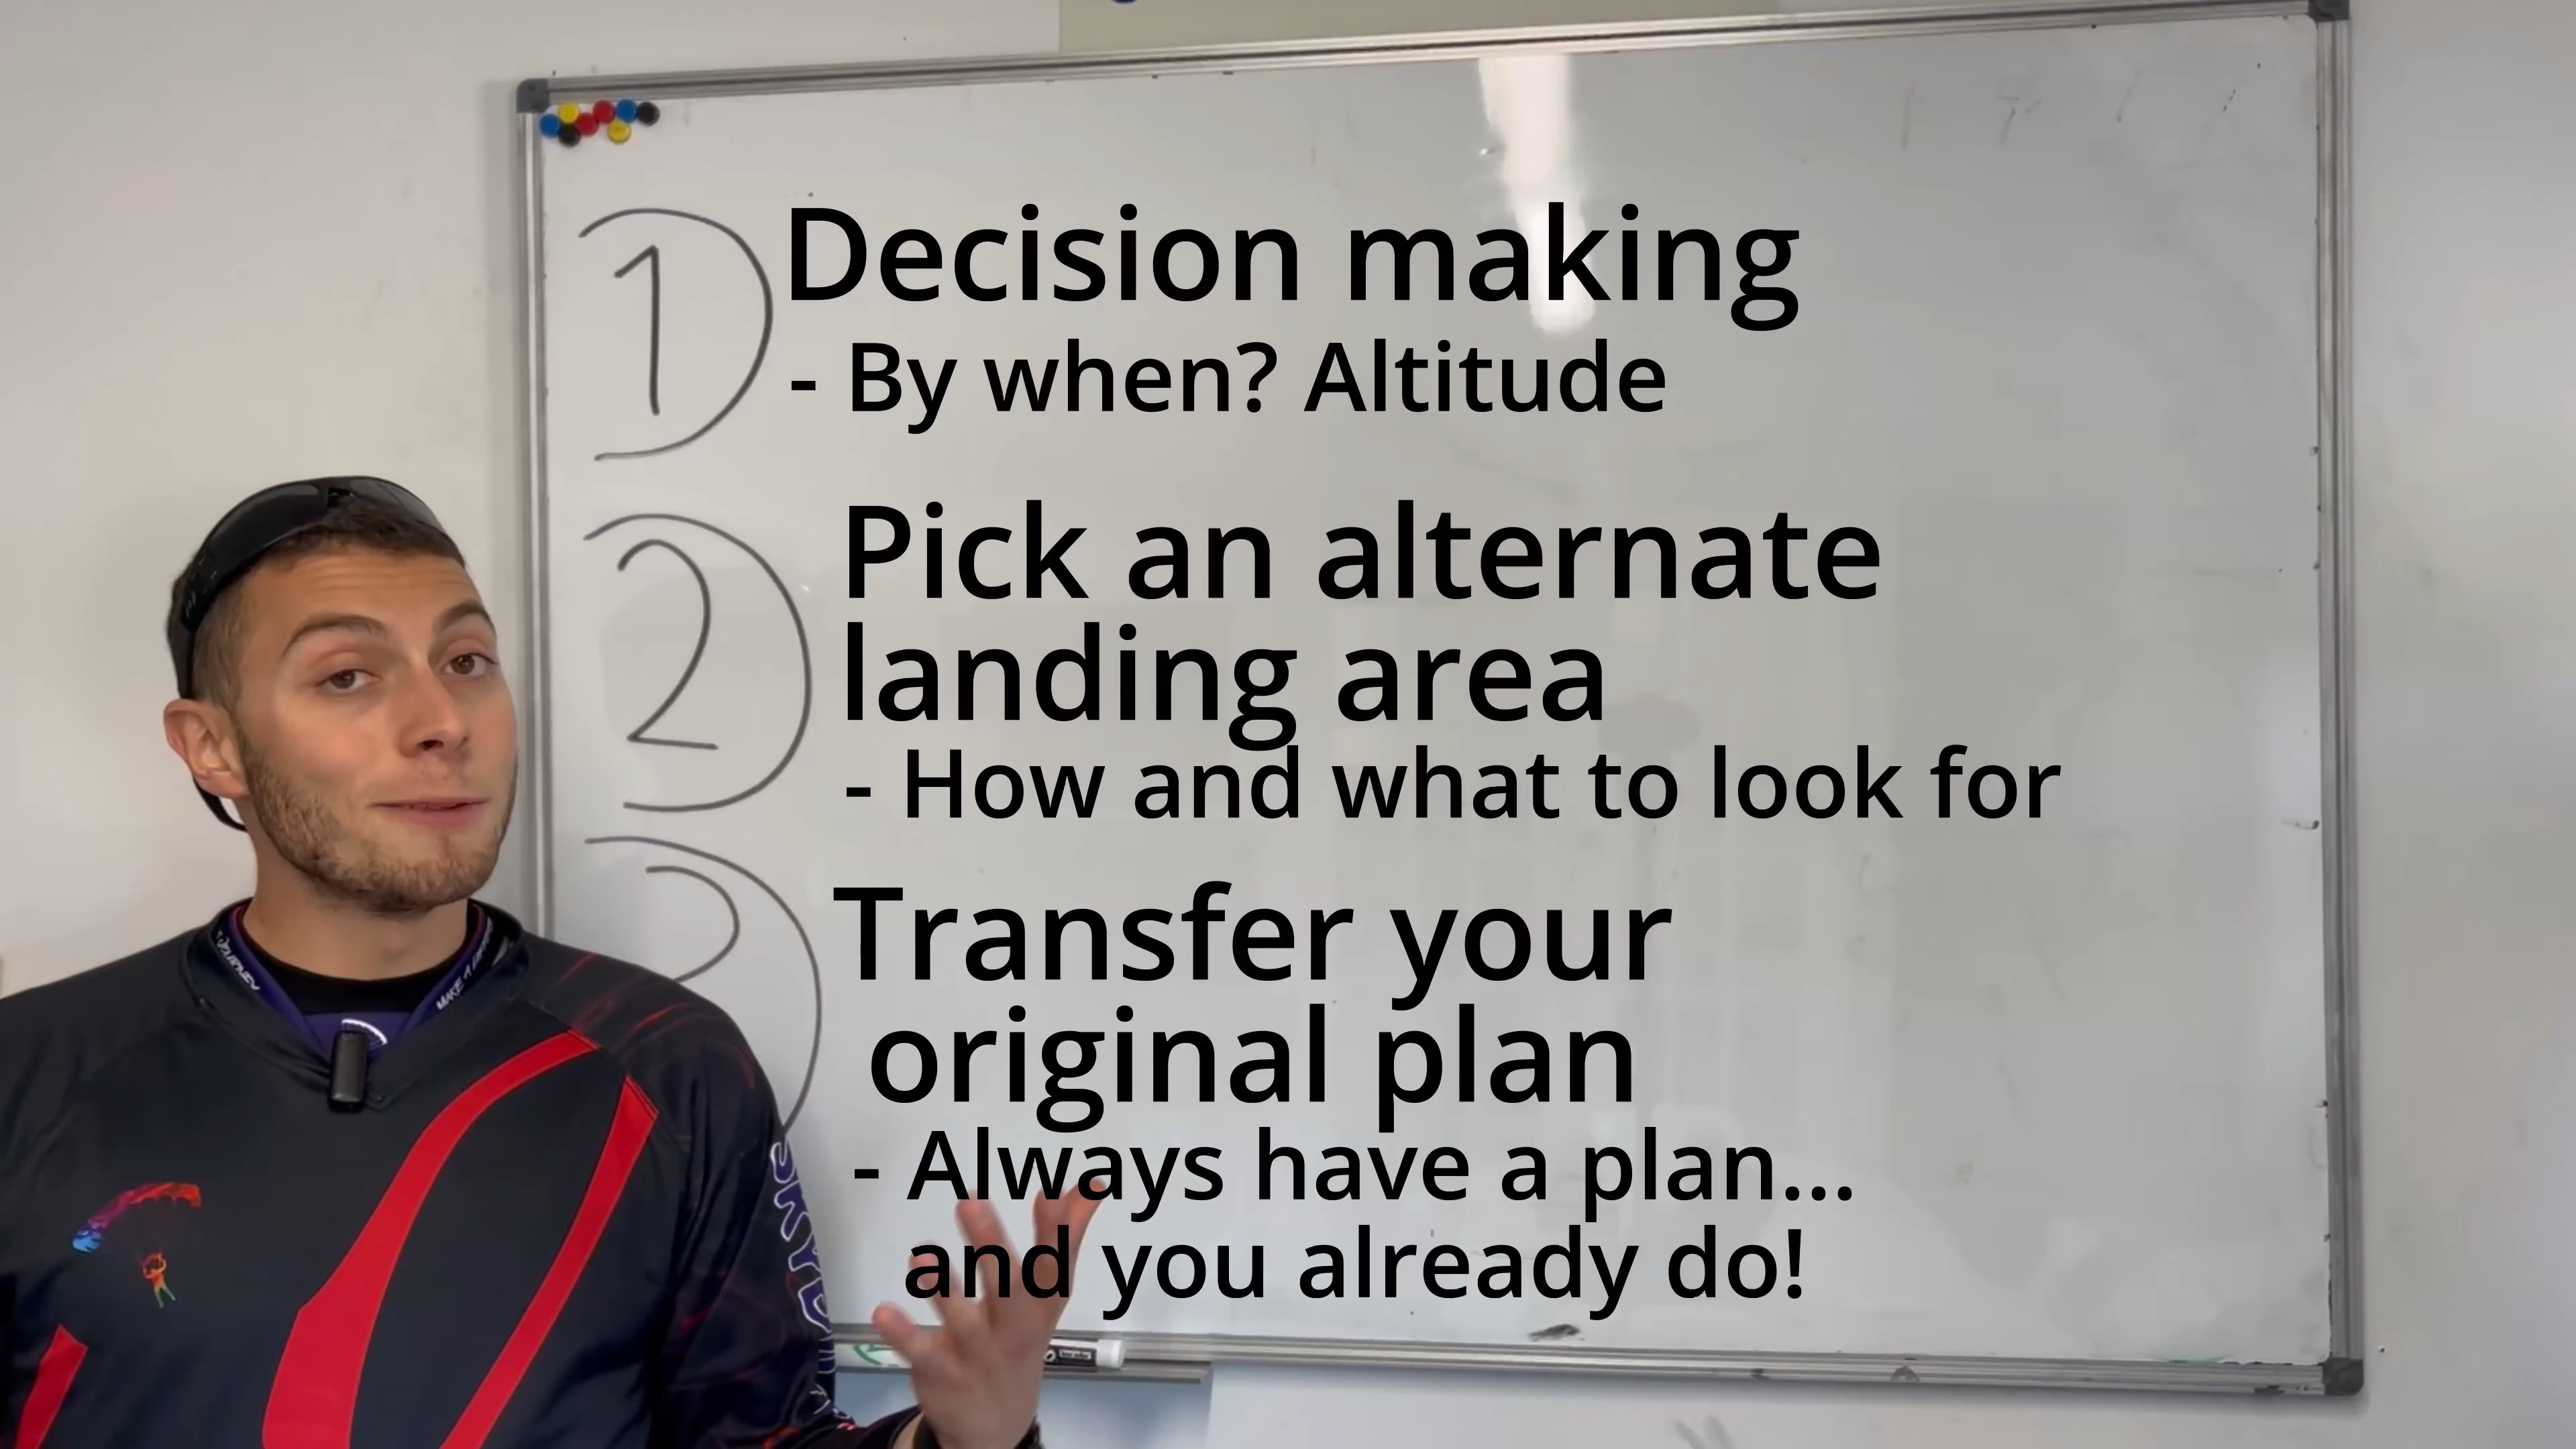 1
Decision making
- By when? Altitude
2
Pick an alternate
landing area
- How and what to look for
Transfer your
original plan
- Always have a plan...
and you already do!